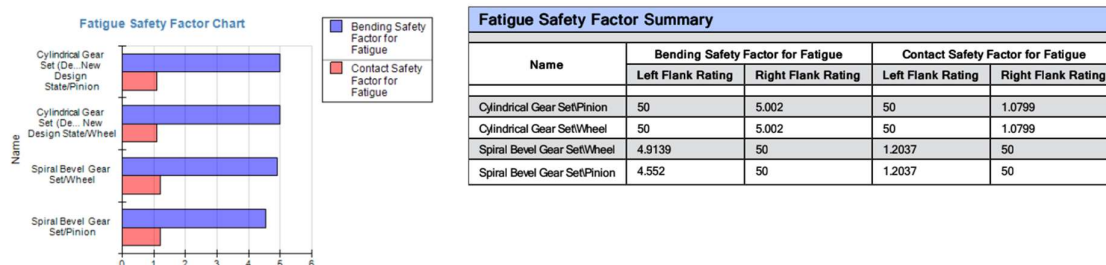 Fatigue Safety Factor Chart
Name
Cylindrical Gear
Set (De...New
Design
State/Pinion
Cylindrical Gear
Set (De... New
Design State/Wheel
Spiral Bevel Gear
Set/Wheel
Spiral Bevel Gear
Set/Pinion
0 1 2 3 4 5 6
Bending Safety
Factor for
Fatigue
Contact Safety
Factor for
Fatigue
Fatigue Safety Factor Summary
Name Bending Safety Factor for Fatigue Contact Safety Factor for Fatigue
Left Flank Rating Right Flank Rating Left Flank Rating Right Flank Rating
Cylindrical Gear Set\Pinion 50 5.002 50 1.0799
Cylindrical Gear Set\Wheel 50 5.002 50 1.0799
Spiral Bevel Gear Set\Wheel 4.9139 50 1.2037 50
Spiral Bevel Gear Set\Pinion 4.552 50 1.2037 50